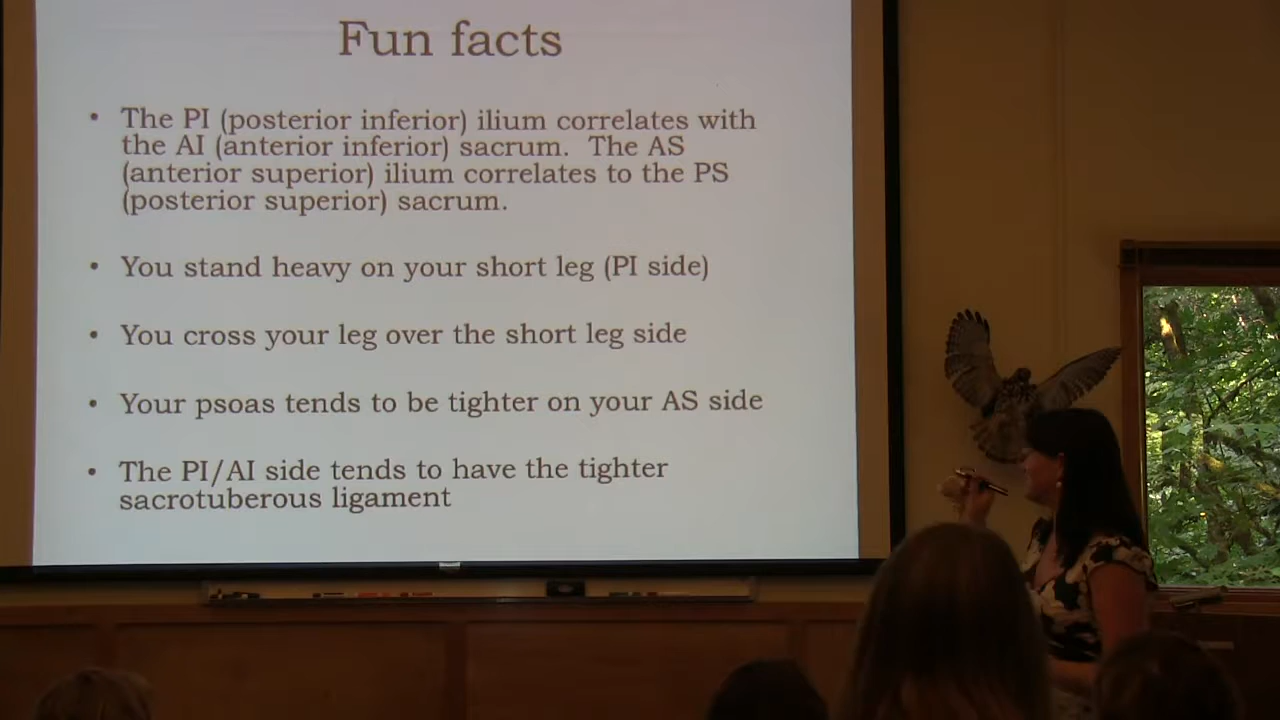 Fun facts
• The PI (posterior inferior) ilium correlates with
the AI (anterior inferior) sacrum. The AS
(anterior superior) ilium correlates to the PS
(posterior superior) sacrum.
• You stand heavy on your short leg (PI side)
• You cross your leg over the short leg side
• Your psoas tends to be tighter on your AS side
• The PI/AI side tends to have the tighter
sacrotuberous ligament